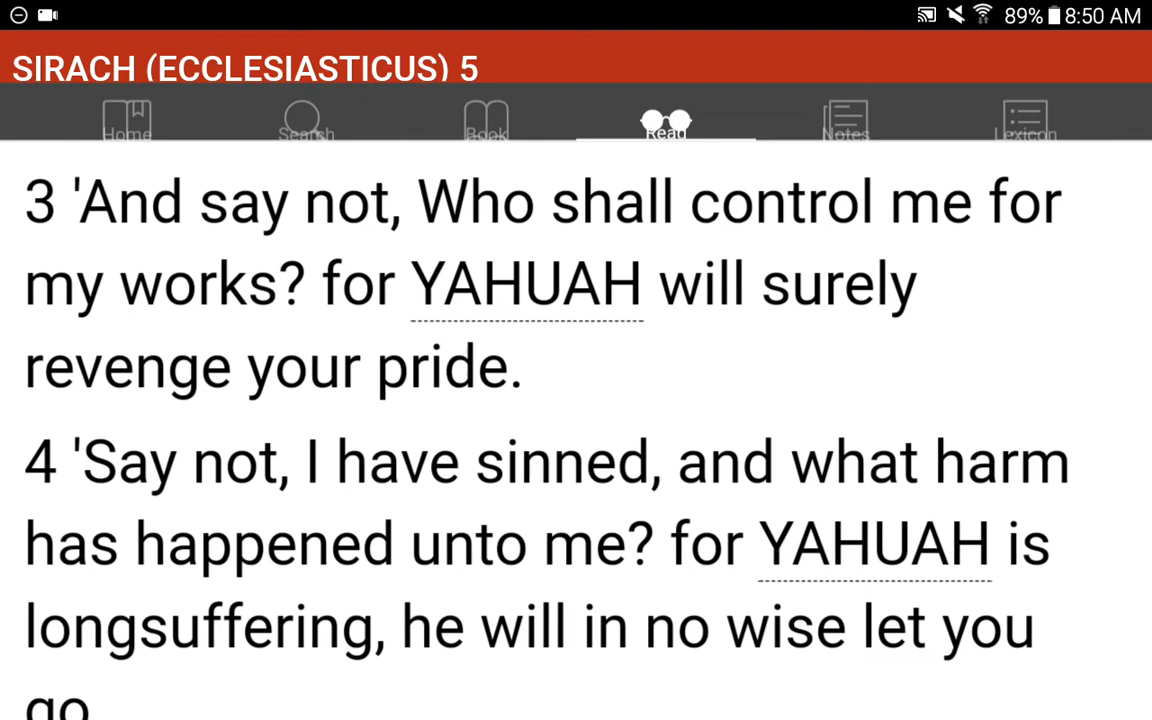 89% 8:50 AM
SIRACH (ECCLESIASTICUS) 5
Home Search Book Read Notes Lexicon
3 'And say not, Who shall control me for
my works? for YAHUAH will surely
revenge your pride.
4 'Say not, I have sinned, and what harm
has happened unto me? for YAHUAH is
longsuffering, he will in no wise let you
go